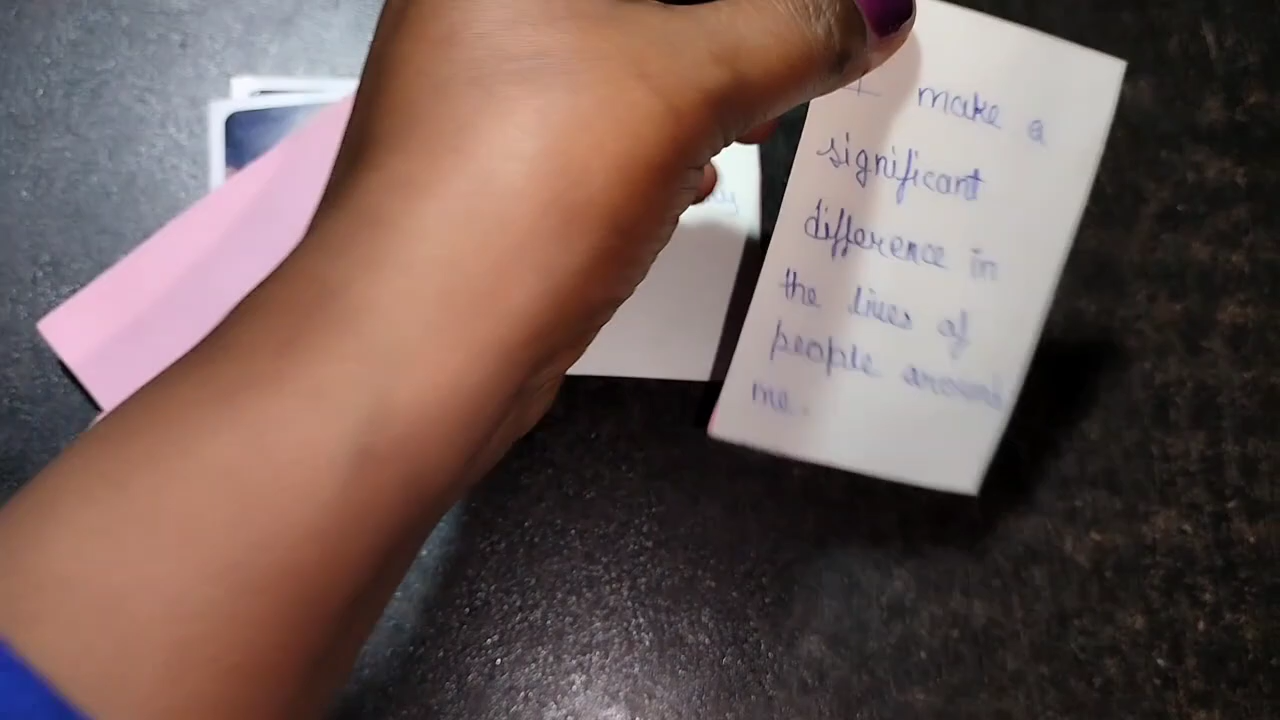 I make a
significant
difference in
the lives of
people around
me.